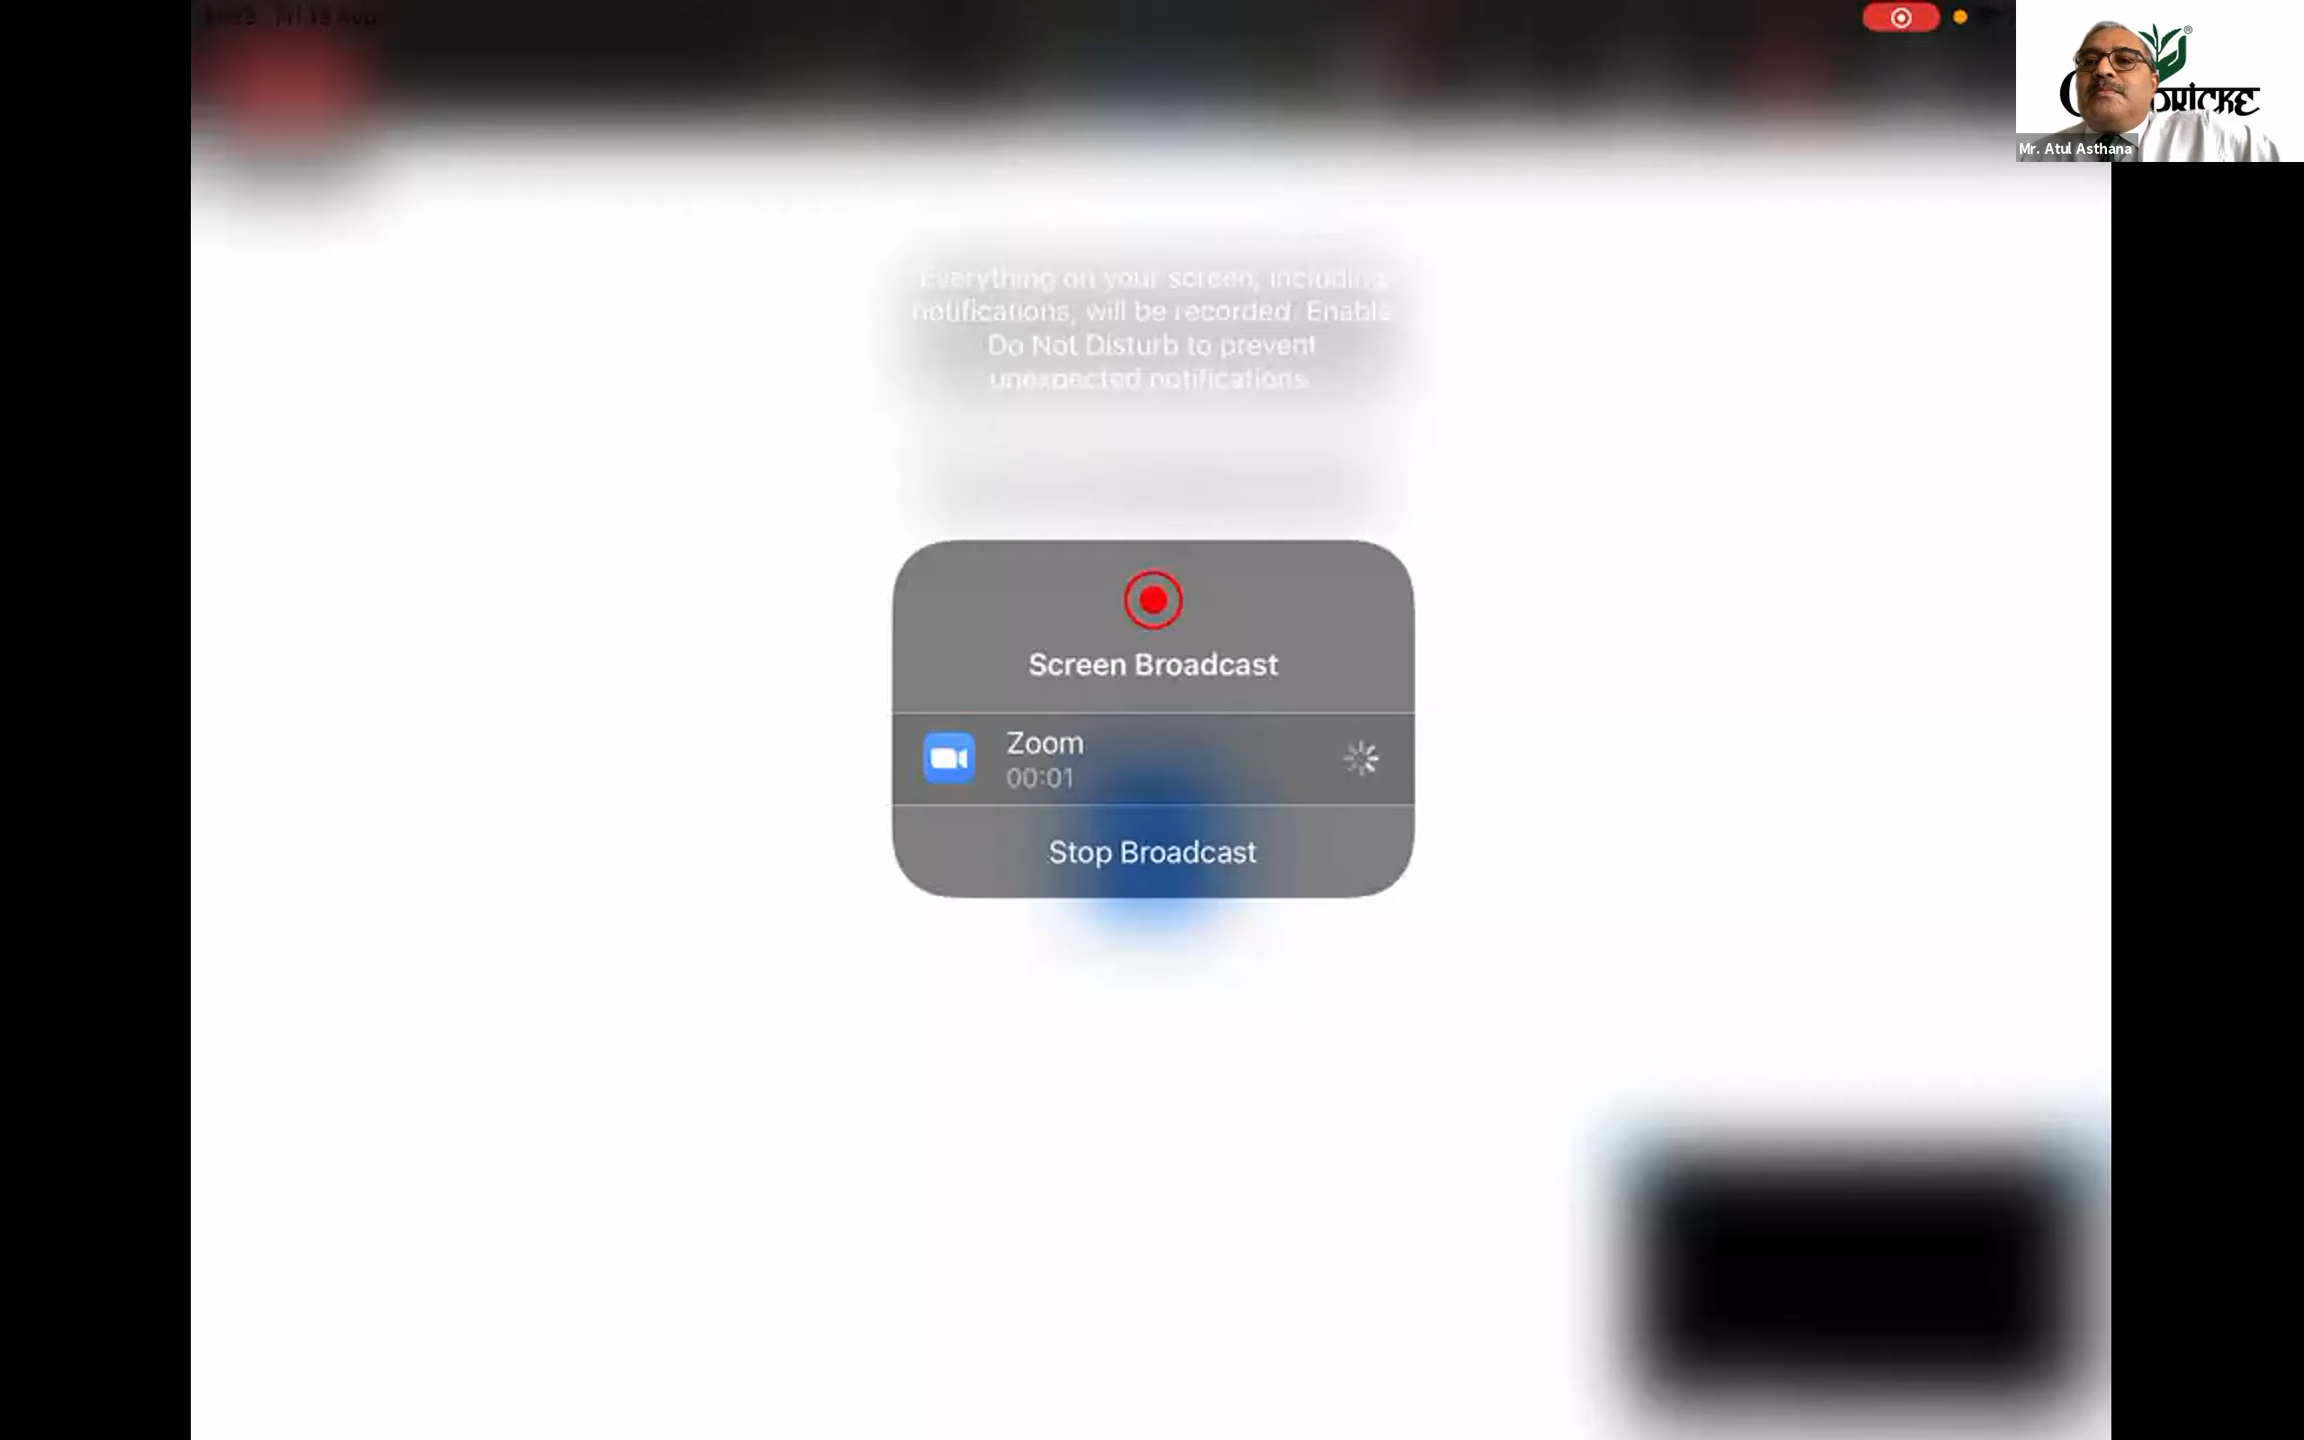 Mr. Atul Asthana
Everything on your screen, including
notifications, will be recorded. Enable
Do Not Disturb to prevent
unexpected notifications.
Screen Broadcast
Zoom
00:01
Stop Broadcast